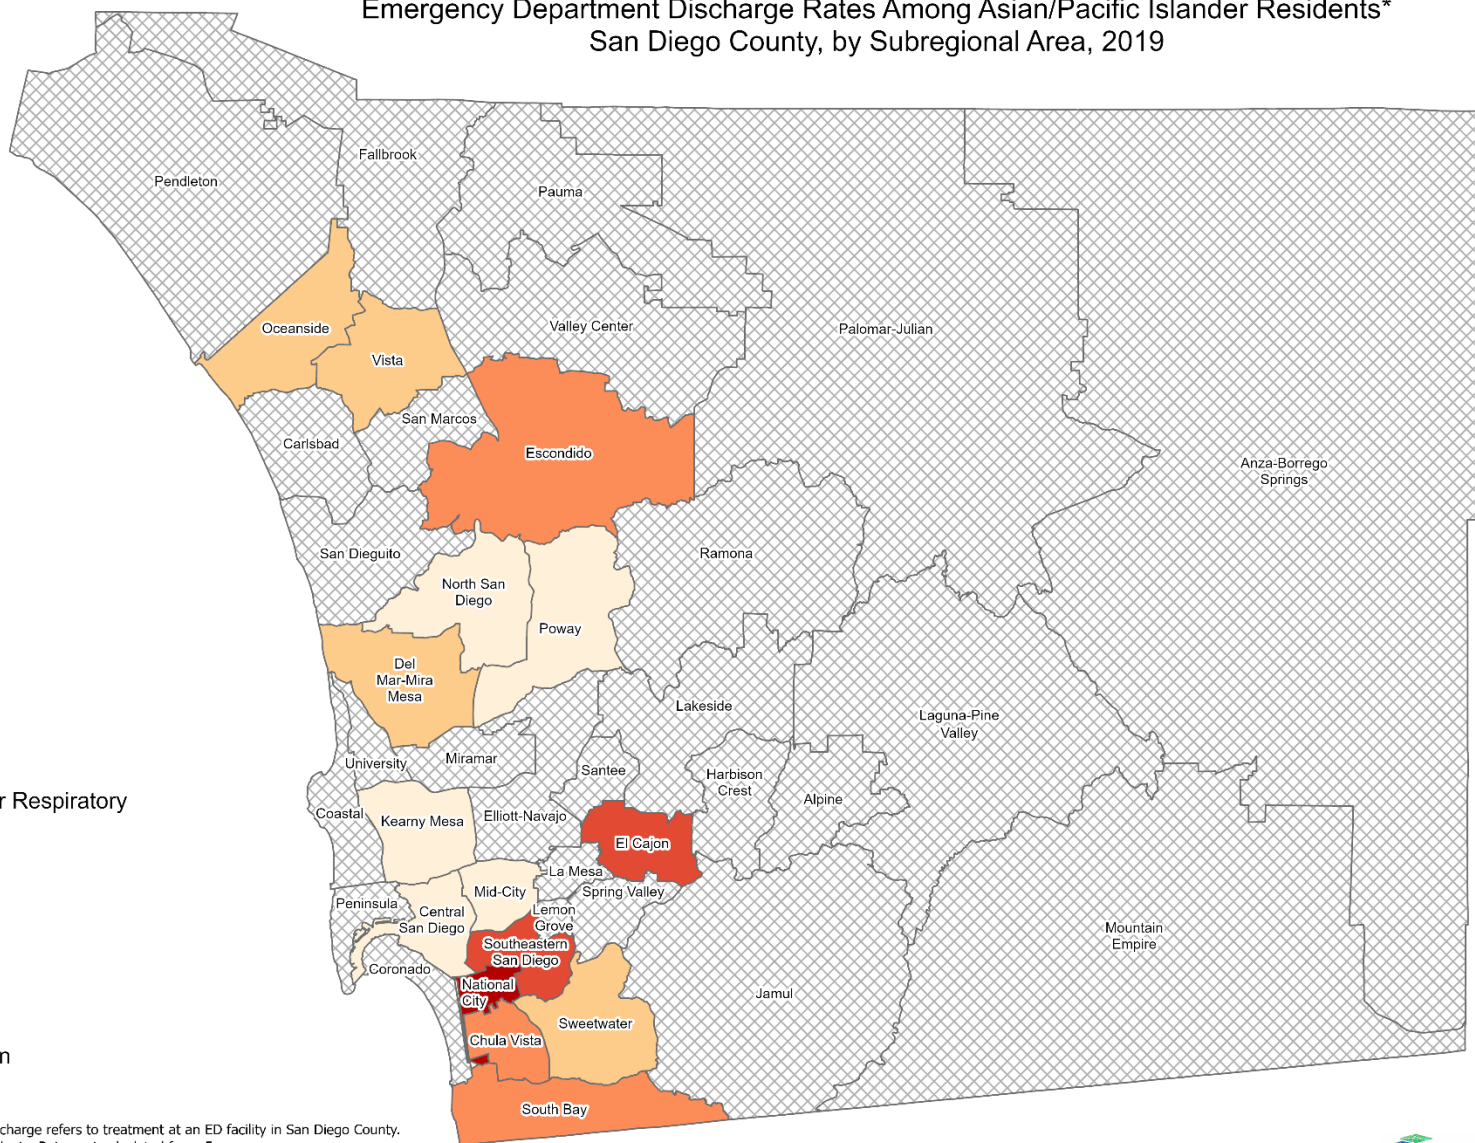 Emergency Department Discharge Rates Among Asian/Pacific Islander Residents*
San Diego County, by Subregional Area, 2019
Fallbrook
Pendleton
Pauma
Oceanside
Valley Center
Palomar-Julian
Vista
San Marcos
Carlsbad
Escondido
Anza-Borrego
Springs
San Dieguito
Ramona
North San
Diego
Poway
Del
Mar-Mira
Mesa
Lakeside
Laguna-Pine
Valley
University
Miramar
Santee
Harbison
Crest
Alpine
r Respiratory
Coastal
Kearny Mesa
Elliott-Navajo
El Cajon
La Mesa
Mid-City
Spring Valley
Peninsula
Central
San Diego
Lemon
Grove
Mountain
Empire
Southeastern
San Diego
Coronado
National
City
Jamul
Sweetwater
Chula Vista
South Bay
charge refers to treatment at an ED facility in San Diego County.